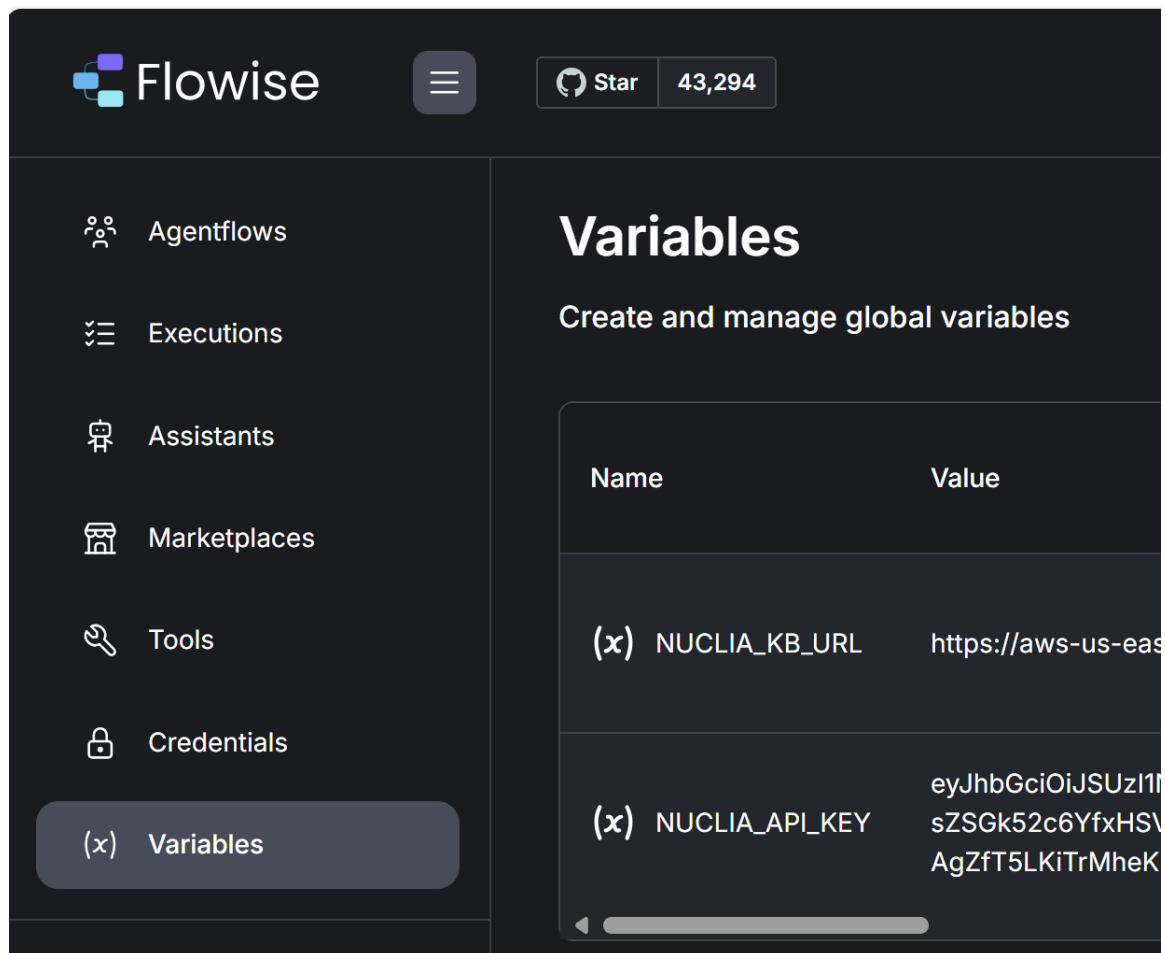 Flowise
Star 43,294
Agentflows
Executions
Assistants
Marketplaces
Tools
Credentials
(x) Variables
Variables
Create and manage global variables
Name Value
(x) NUCLIA_KB_URL https://aws-us-eas
(x) NUCLIA_API_KEY
eyJhbGciOiJSUzI1
sZSGk52c6YfxHSV
AgZfT5LKiTrMheK